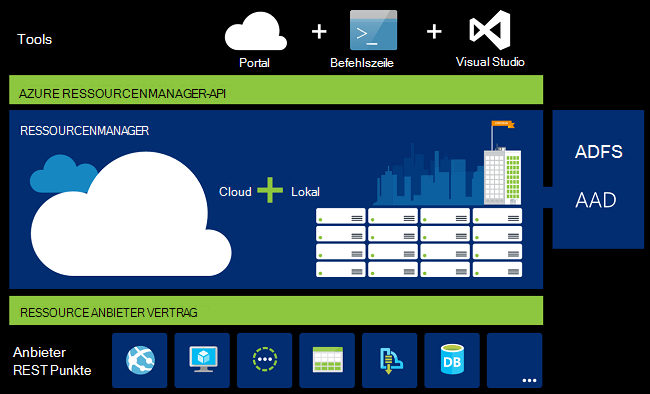 Tools
Portal
Befehlszeile
Visual Studio
AZURE RESSOURCENMANAGER-API
RESSOURCENMANAGER
Cloud
Lokal
ADFS
AAD
RESSOURCE ANBIETER VERTRAG
Anbieter
REST Punkte
DB